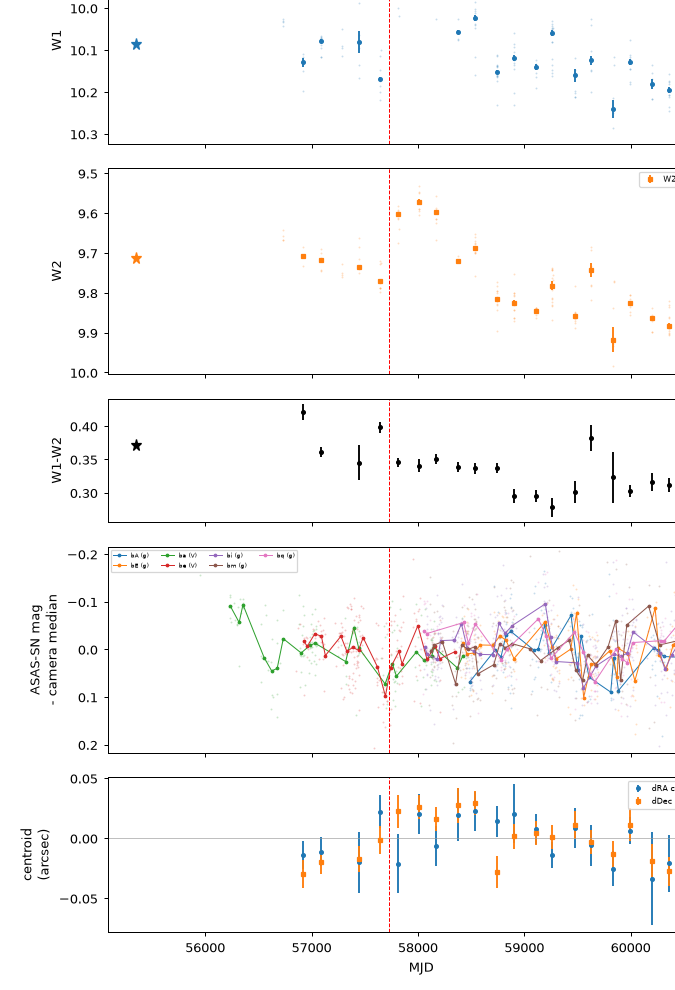 10.0
10.1
10.2
10.3
W1
9.5
9.6
9.7
9.8
9.9
10.0
W2
W2
0.40
0.35
0.30
W1-W2
−0.2
−0.1
0.0
0.1
0.2
ASAS-SN mag
- camera median
bA (g) ba (V) bi (g) bq (g)
bE (g) be (V) bm (g)
0.05
0.00
−0.05
centroid
(arcsec)
dRA c
dDec
56000 57000 58000 59000 60000
MJD